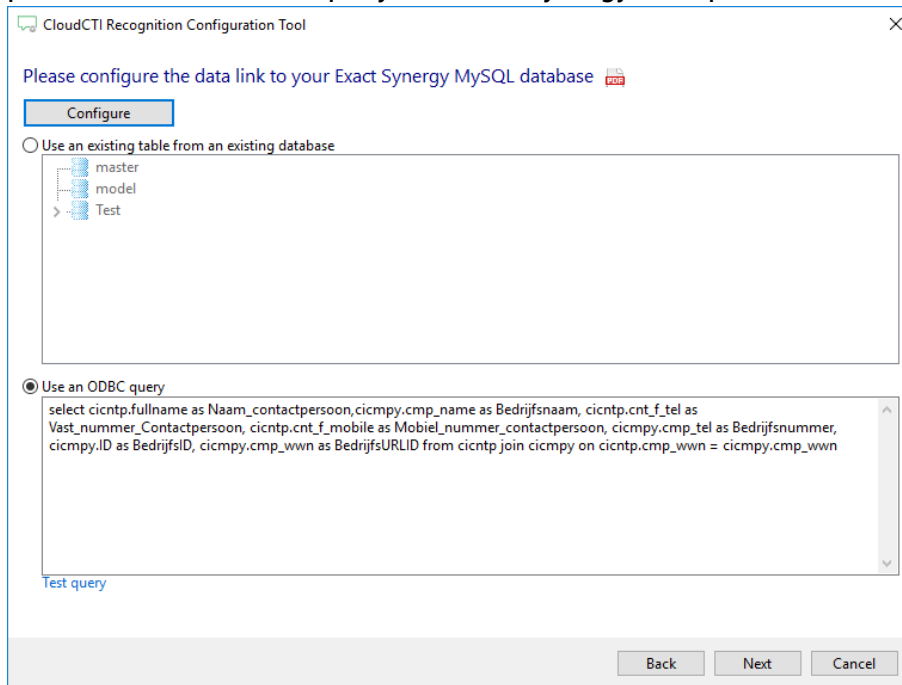 CloudCTI Recognition Configuration Tool
Please configure the data link to your Exact Synergy MySQL database
PDF
Configure
Use an existing table from an existing database
master
model
Test
Use an ODBC query
select cicntp.fullname as Naam_contactpersoon,cicmpy.cmp_name as Bedrijfsnaam, cicntp.cnt_f_tel as
Vast_nummer_Contactpersoon, cicntp.cnt_f_mobile as Mobiel_nummer_contactpersoon, cicmpy.cmp_tel as Bedrijfsnummer,
cicmpy.ID as BedrijfsID, cicmpy.cmp_wwn as BedrijfsURLID from cicntp join cicmpy on cicntp.cmp_wwn = cicmpy.cmp_wwn
Test query
Back Next Cancel